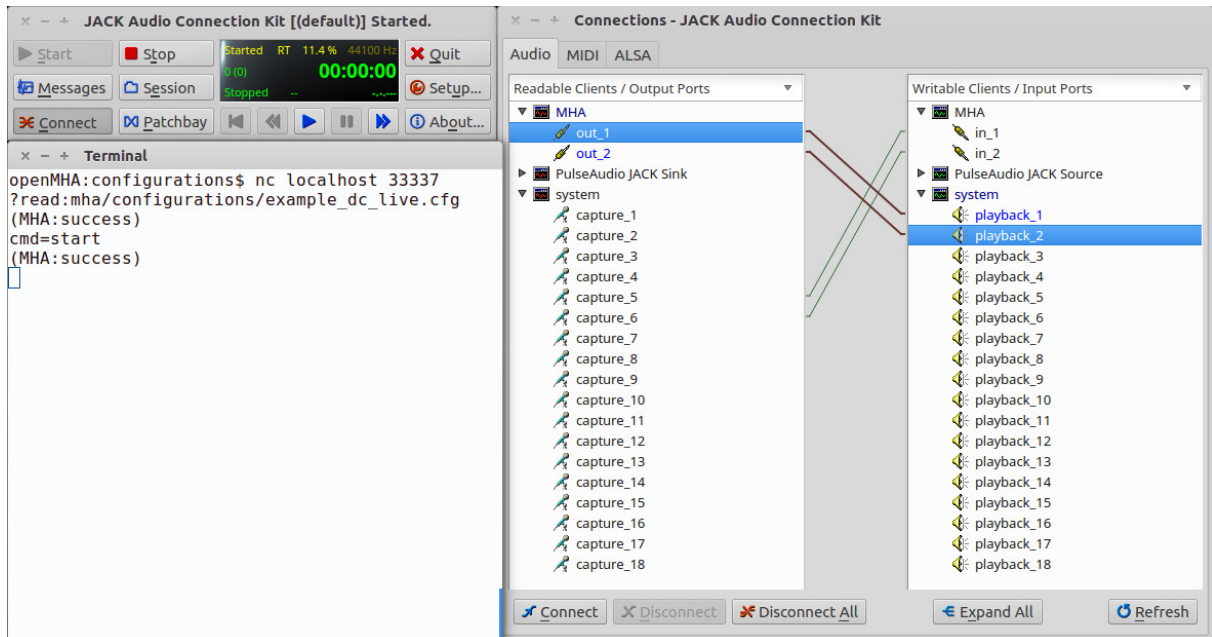 JACK Audio Connection Kit [(default)] Started.
Start
Stop
Started RT 11.4 % 44100 Hz
0 (0) 00:00:00
Stopped -- -.-.---
Quit
Messages
Session
Setup...
Connect
Patchbay
About...
Terminal
openMHA:configurations$ nc localhost 33337
?read:mha/configurations/example_dc_live.cfg
(MHA:success)
cmd=start
(MHA:success)
Connections - JACK Audio Connection Kit
Audio MIDI ALSA
Readable Clients / Output Ports
MHA
out_1
out_2
PulseAudio JACK Sink
system
capture_1
capture_2
capture_3
capture_4
capture_5
capture_6
capture_7
capture_8
capture_9
capture_10
capture_11
capture_12
capture_13
capture_14
capture_15
capture_16
capture_17
capture_18
Writable Clients / Input Ports
MHA
in_1
in_2
PulseAudio JACK Source
system
playback_1
playback_2
playback_3
playback_4
playback_5
playback_6
playback_7
playback_8
playback_9
playback_10
playback_11
playback_12
playback_13
playback_14
playback_15
playback_16
playback_17
playback_18
Connect
Disconnect
Disconnect All
Expand All
Refresh